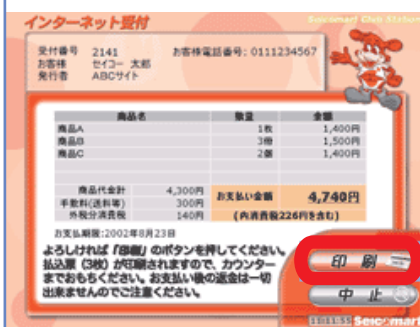 インターネット受付
Seicomart Club Station
受付番号 2141 お客様電話番号: 0111234567
お客様 セイコー 太郎
発行者 ABCサイト
商品名 数量 金額
商品A 1枚 1,400円
商品B 3冊 1,500円
商品C 2個 1,400円
商品代金計 4,300円
手数料(送料等) 300円
外税分消費税 140円
お支払い金額 4,740円
(内消費税226円を含む)
お支払期限:2002年8月23日
よろしければ「印刷」のボタンを押してください。
払込票(3枚)が印刷されますので、カウンター
までおもちください。お支払い後の返金は一切
出来ませんのでご注意ください。
印 刷
中 止
15:11:55 Seicomart